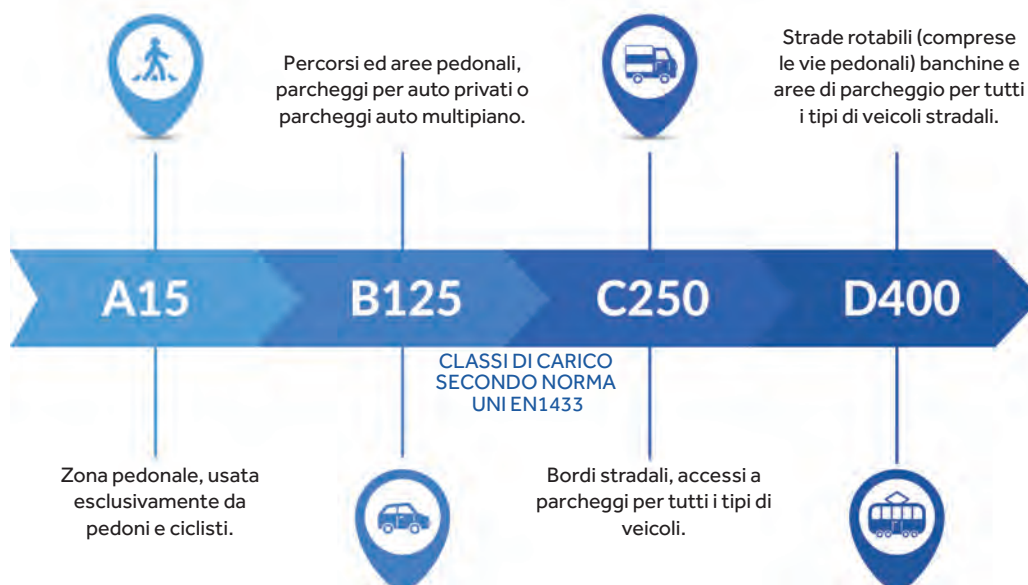 Percorsi ed aree pedonali,
parcheggi per auto privati o
parcheggi auto multipiano.
Strade rotabili (comprese
le vie pedonali) banchine e
aree di parcheggio per tutti
i tipi di veicoli stradali.
A15
B125
C250
D400
CLASSI DI CARICO
SECONDO NORMA
UNI EN1433
Zona pedonale, usata
esclusivamente da
pedoni e ciclisti.
Bordi stradali, accessi a
parcheggi per tutti i tipi di
veicoli.